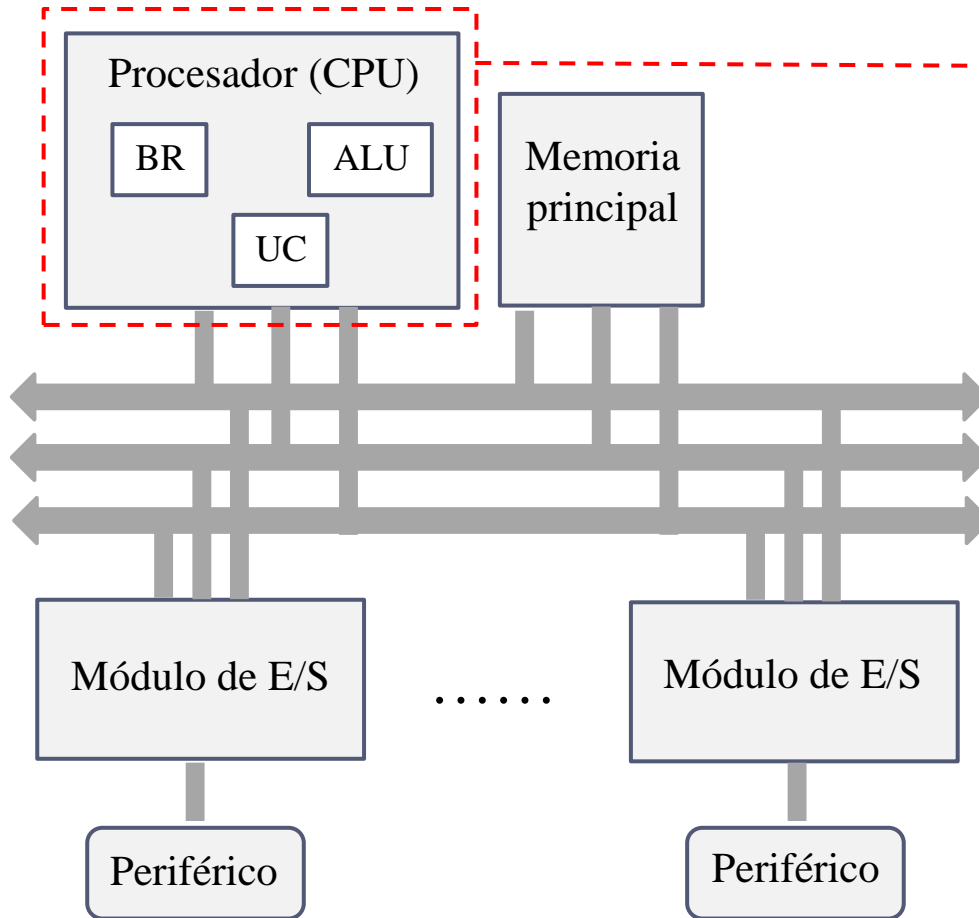 Procesador (CPU)
BR
ALU
UC
Memoria
principal
Módulo de E/S
......
Módulo de E/S
Periférico
Periférico